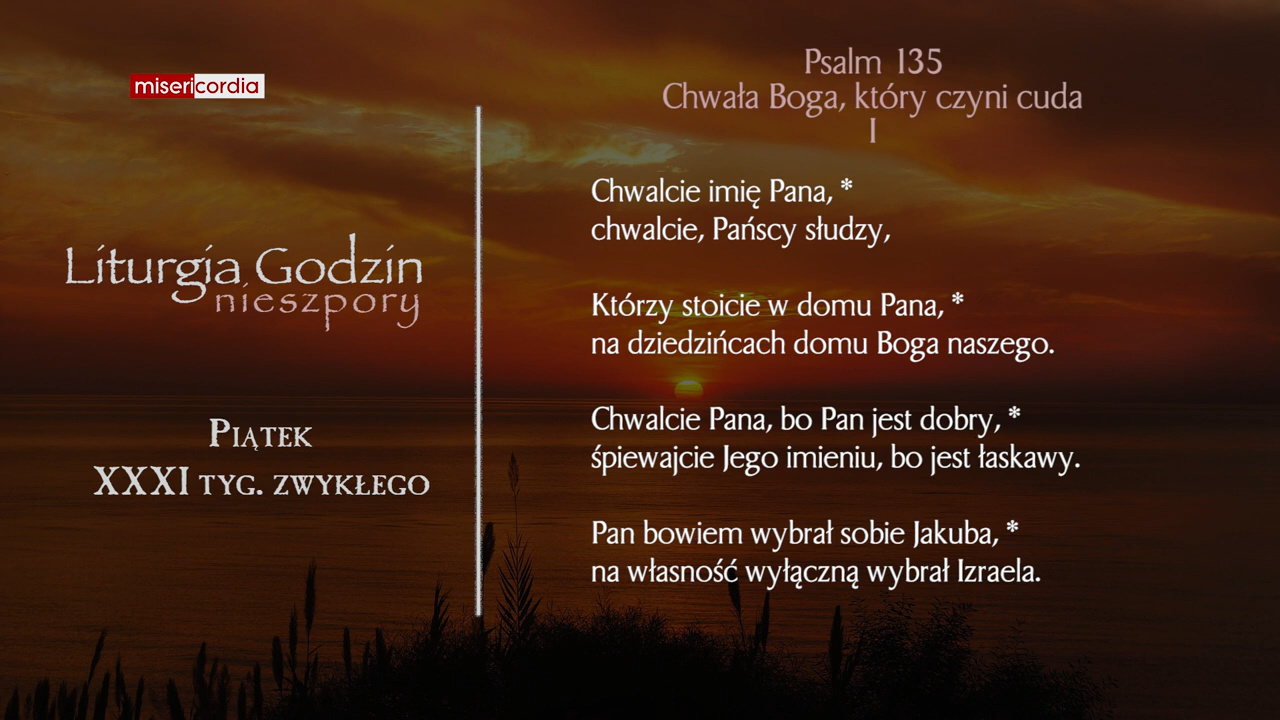 misericordia
Liturgia Godzin
nieszpory
Piątek
XXXI tyg. zwykłego
Psalm 135
Chwała Boga, który czyni cuda
I
Chwalcie imię Pana, *
chwalcie, Pańscy słudzy,
Którzy stoicie w domu Pana, *
na dziedzińcach domu Boga naszego.
Chwalcie Pana, bo Pan jest dobry, *
śpiewajcie Jego imieniu, bo jest łaskawy.
Pan bowiem wybrał sobie Jakuba, *
na własność wyłączną wybrał Izraela.